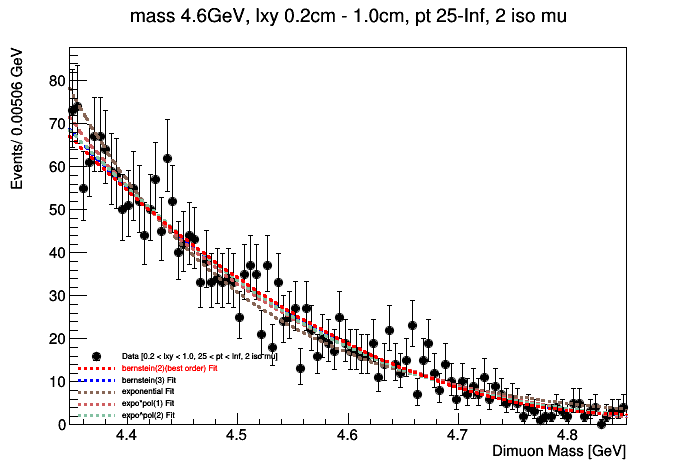 mass 4.6GeV, lxy 0.2cm - 1.0cm, pt 25-Inf, 2 iso mu
Events/ 0.00506 GeV
80
70
60
50
40
30
20
10
0
Data [0.2 < lxy < 1.0, 25 < pt < Inf, 2 iso mu]
bernstein(2)(best order) Fit
bernstein(3) Fit
exponential Fit
expo*pol(1) Fit
expo*pol(2) Fit
4.4 4.5 4.6 4.7 4.8
Dimuon Mass [GeV]